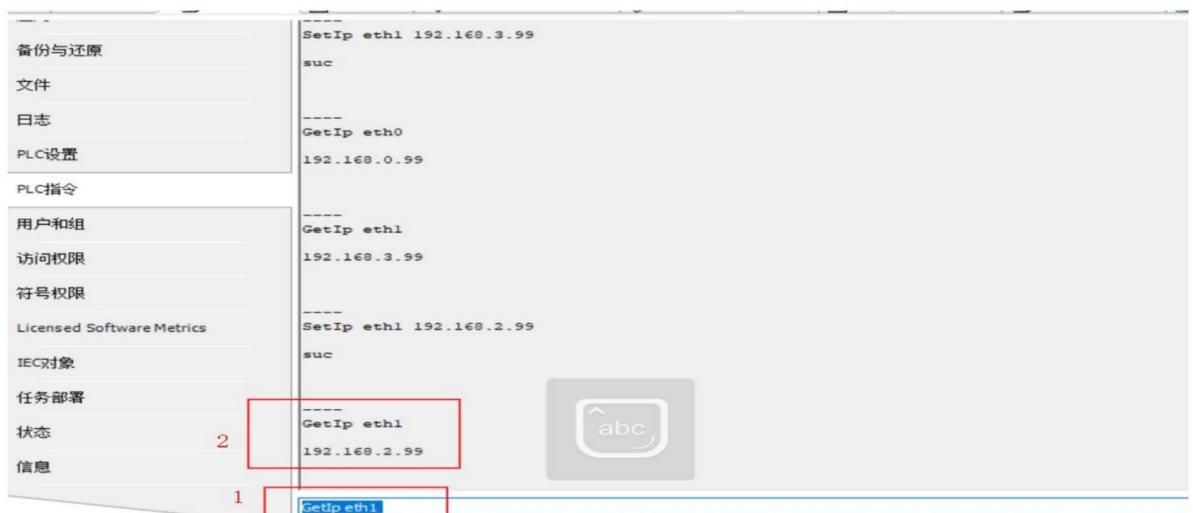 SetIp eth1 192.168.3.99
备份与还原
suc
文件
日志
----
GetIp eth0
PLC设置
192.168.0.99
PLC指令
----
用户和组
GetIp eth1
访问权限
192.168.3.99
符号权限
----
Licensed Software Metrics
SetIp eth1 192.168.2.99
IEC对象
suc
任务部署
----
GetIp eth1
abc
状态
2
192.168.2.99
信息
1
GetIp eth1